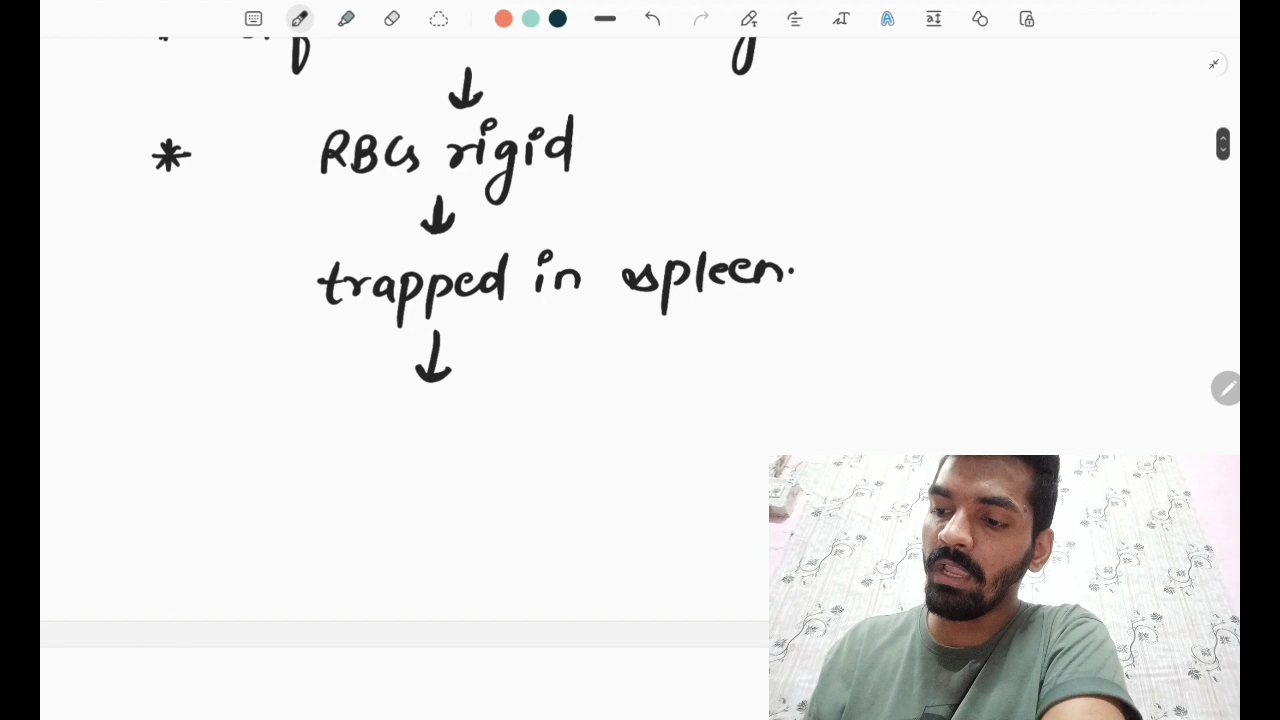 ↓
* RBCs rigid
↓
trapped in spleen.
↓